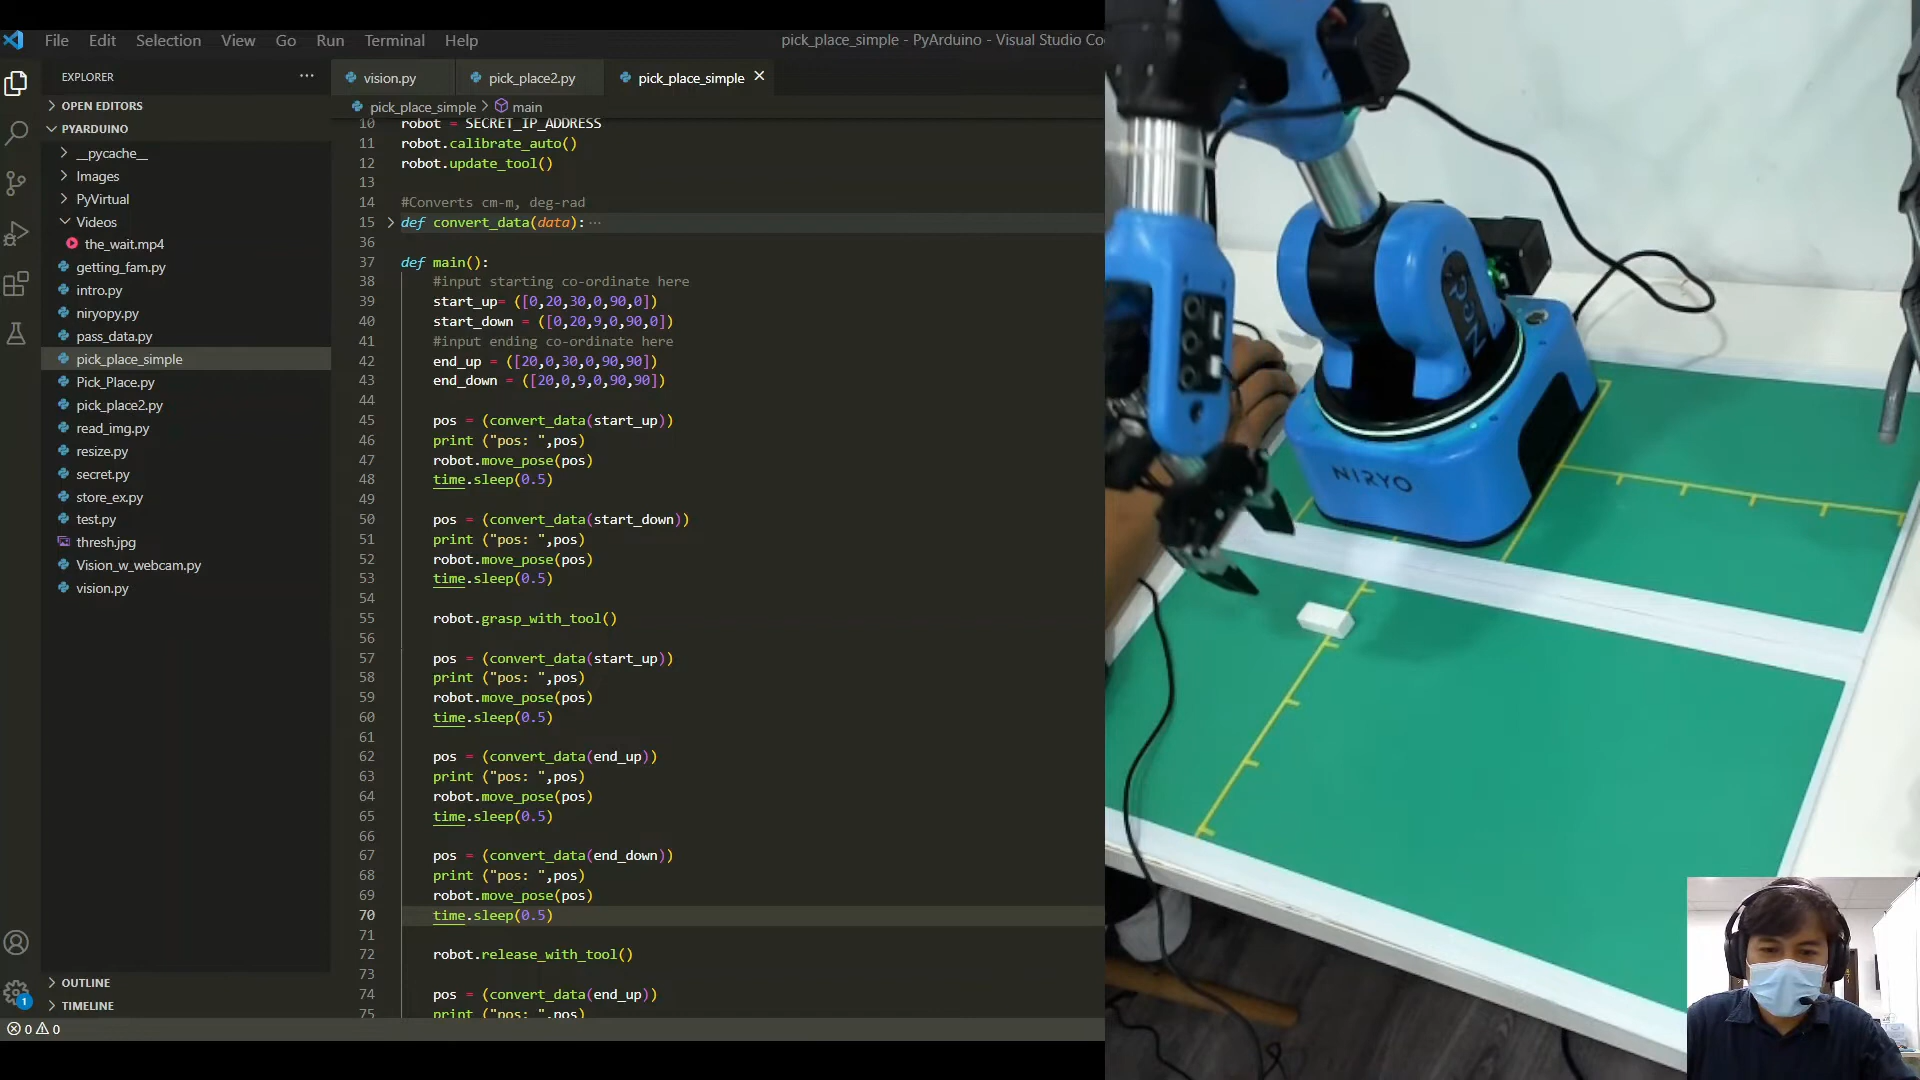 File Edit Selection View Go Run Terminal Help
pick_place_simple - PyArduino - Visual Studio Co
EXPLORER
OPEN EDITORS
PYARDUINO
__pycache__
Images
PyVirtual
Videos
the_wait.mp4
getting_fam.py
intro.py
niryopy.py
pass_data.py
pick_place_simple
Pick_Place.py
pick_place2.py
read_img.py
resize.py
secret.py
store_ex.py
test.py
thresh.jpg
Vision_w_webcam.py
vision.py
OUTLINE
TIMELINE
1
0 0
vision.py pick_place2.py pick_place_simple
pick_place_simple > main
10 robot = SECRET_IP_ADDRESS
11 robot.calibrate_auto()
12 robot.update_tool()
13
14 #Converts cm-m, deg-rad
15 def convert_data(data): ...
36
37 def main():
38 #input starting co-ordinate here
39 start_up= ([0,20,30,0,90,0])
40 start_down = ([0,20,9,0,90,0])
41 #input ending co-ordinate here
42 end_up = ([20,0,30,0,90,90])
43 end_down = ([20,0,9,0,90,90])
44
45 pos = (convert_data(start_up))
46 print ("pos: ",pos)
47 robot.move_pose(pos)
48 time.sleep(0.5)
49
50 pos = (convert_data(start_down))
51 print ("pos: ",pos)
52 robot.move_pose(pos)
53 time.sleep(0.5)
54
55 robot.grasp_with_tool()
56
57 pos = (convert_data(start_up))
58 print ("pos: ",pos)
59 robot.move_pose(pos)
60 time.sleep(0.5)
61
62 pos = (convert_data(end_up))
63 print ("pos: ",pos)
64 robot.move_pose(pos)
65 time.sleep(0.5)
66
67 pos = (convert_data(end_down))
68 print ("pos: ",pos)
69 robot.move_pose(pos)
70 time.sleep(0.5)
71
72 robot.release_with_tool()
73
74 pos = (convert_data(end_up))
75 print ("pos: ",pos)
NIRYO